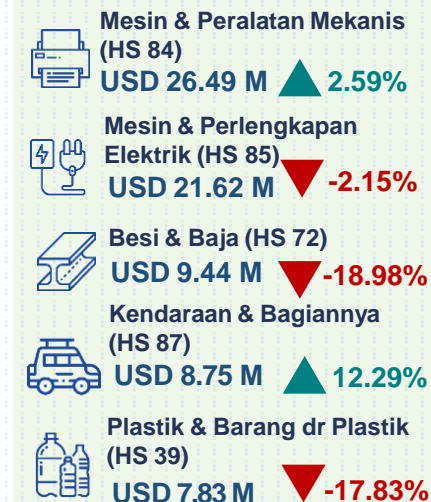 Mesin & Peralatan Mekanis
(HS 84)
USD 26.49 M 2.59%
Mesin & Perlengkapan
Elektrik (HS 85)
USD 21.62 M -2.15%
Besi & Baja (HS 72)
USD 9.44 M -18.98%
Kendaraan & Bagiannya
(HS 87)
USD 8.75 M 12.29%
Plastik & Barang dr Plastik
(HS 39)
USD 7.83 M -17.83%